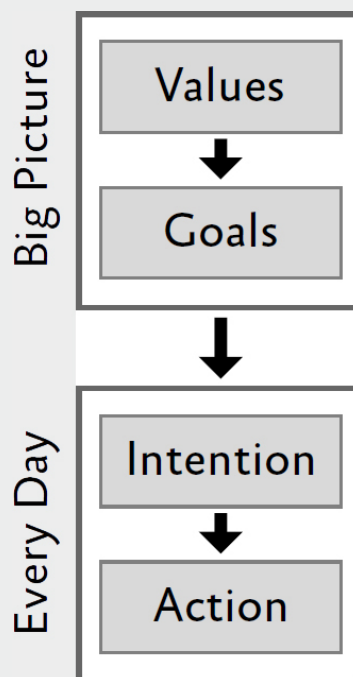 Big Picture
Values
Goals
Every Day
Intention
Action